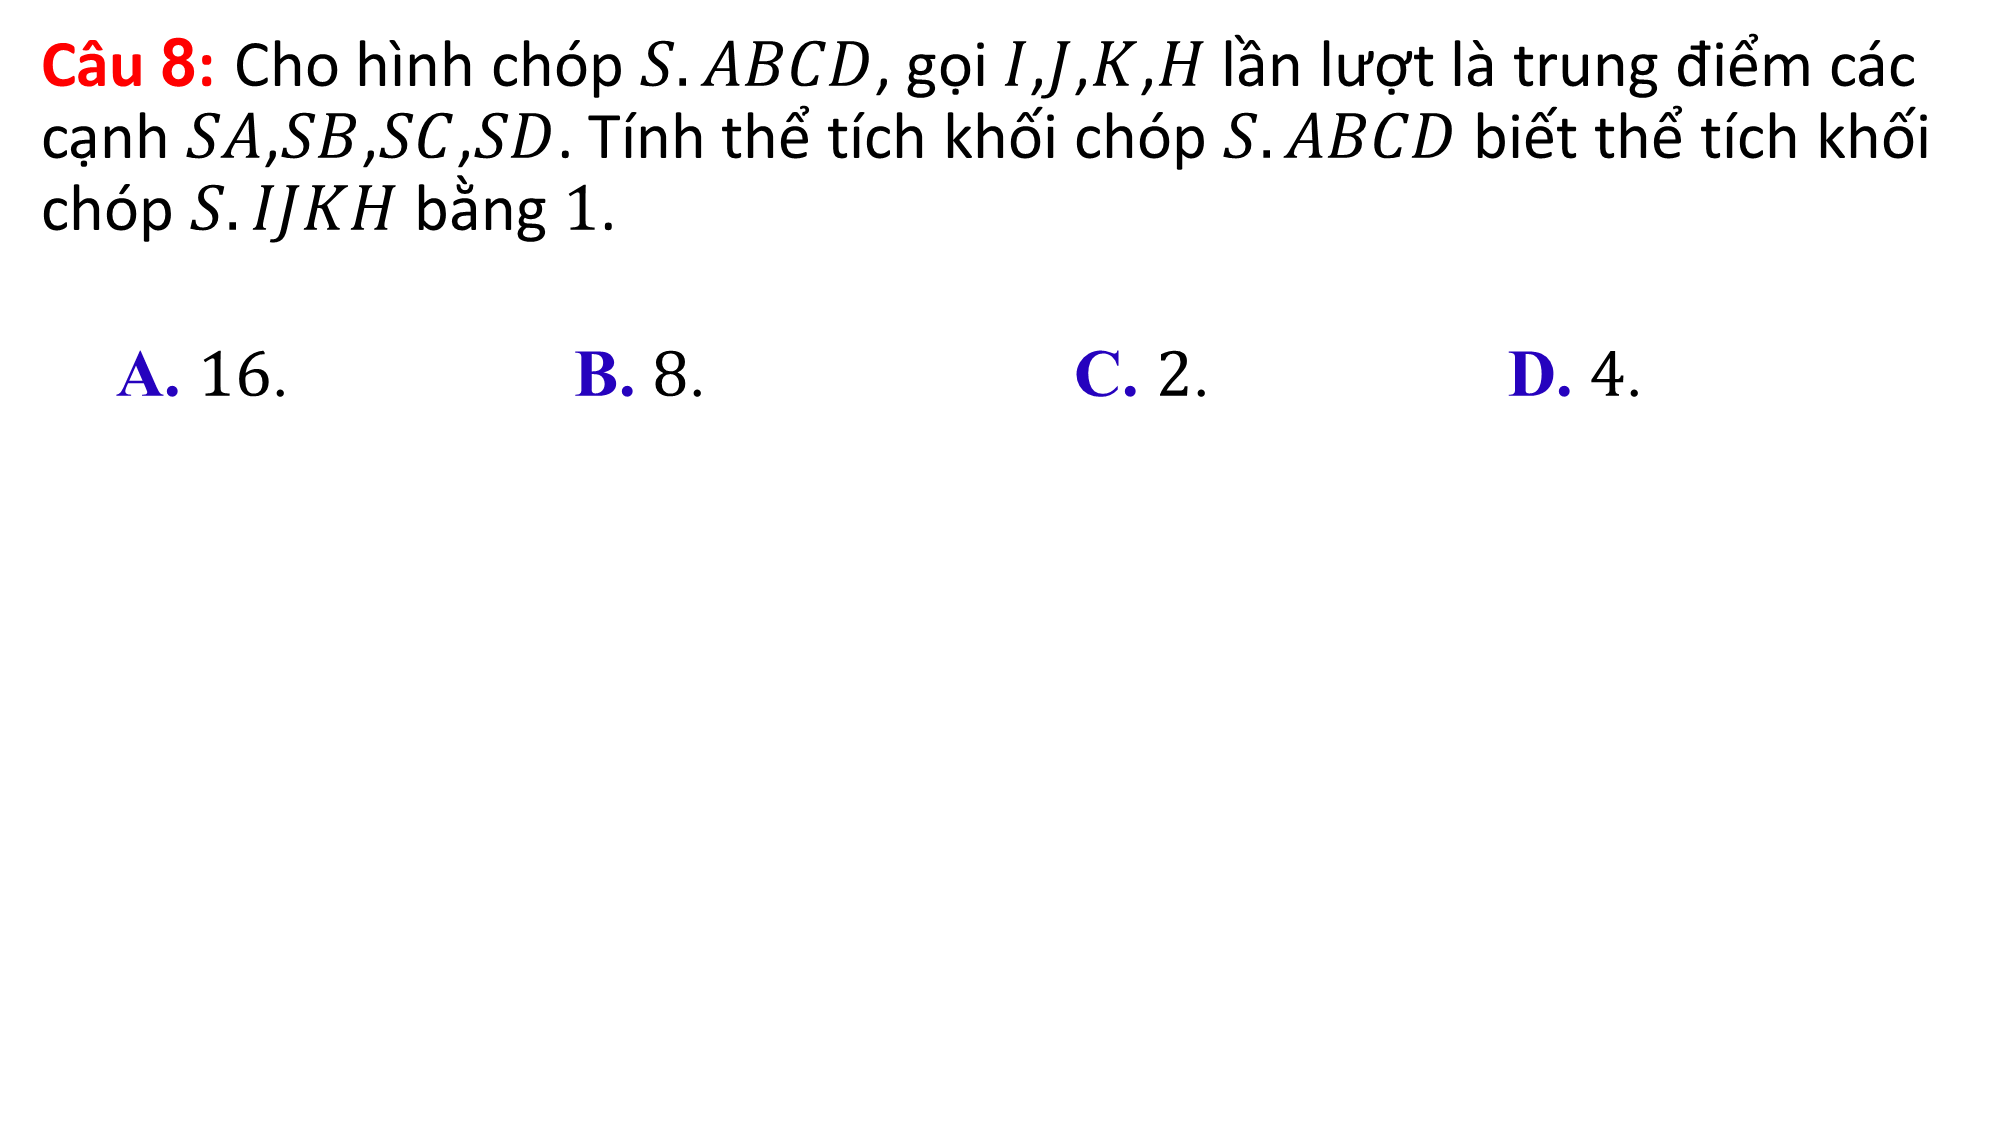 Câu 8: Cho hình chóp S.ABCD, gọi I,J,K,H lần lượt là trung điểm các
cạnh SA,SB,SC,SD. Tính thể tích khối chóp S.ABCD biết thể tích khối
chóp S.IJKH bằng 1.
A. 16. B. 8. C. 2. D. 4.